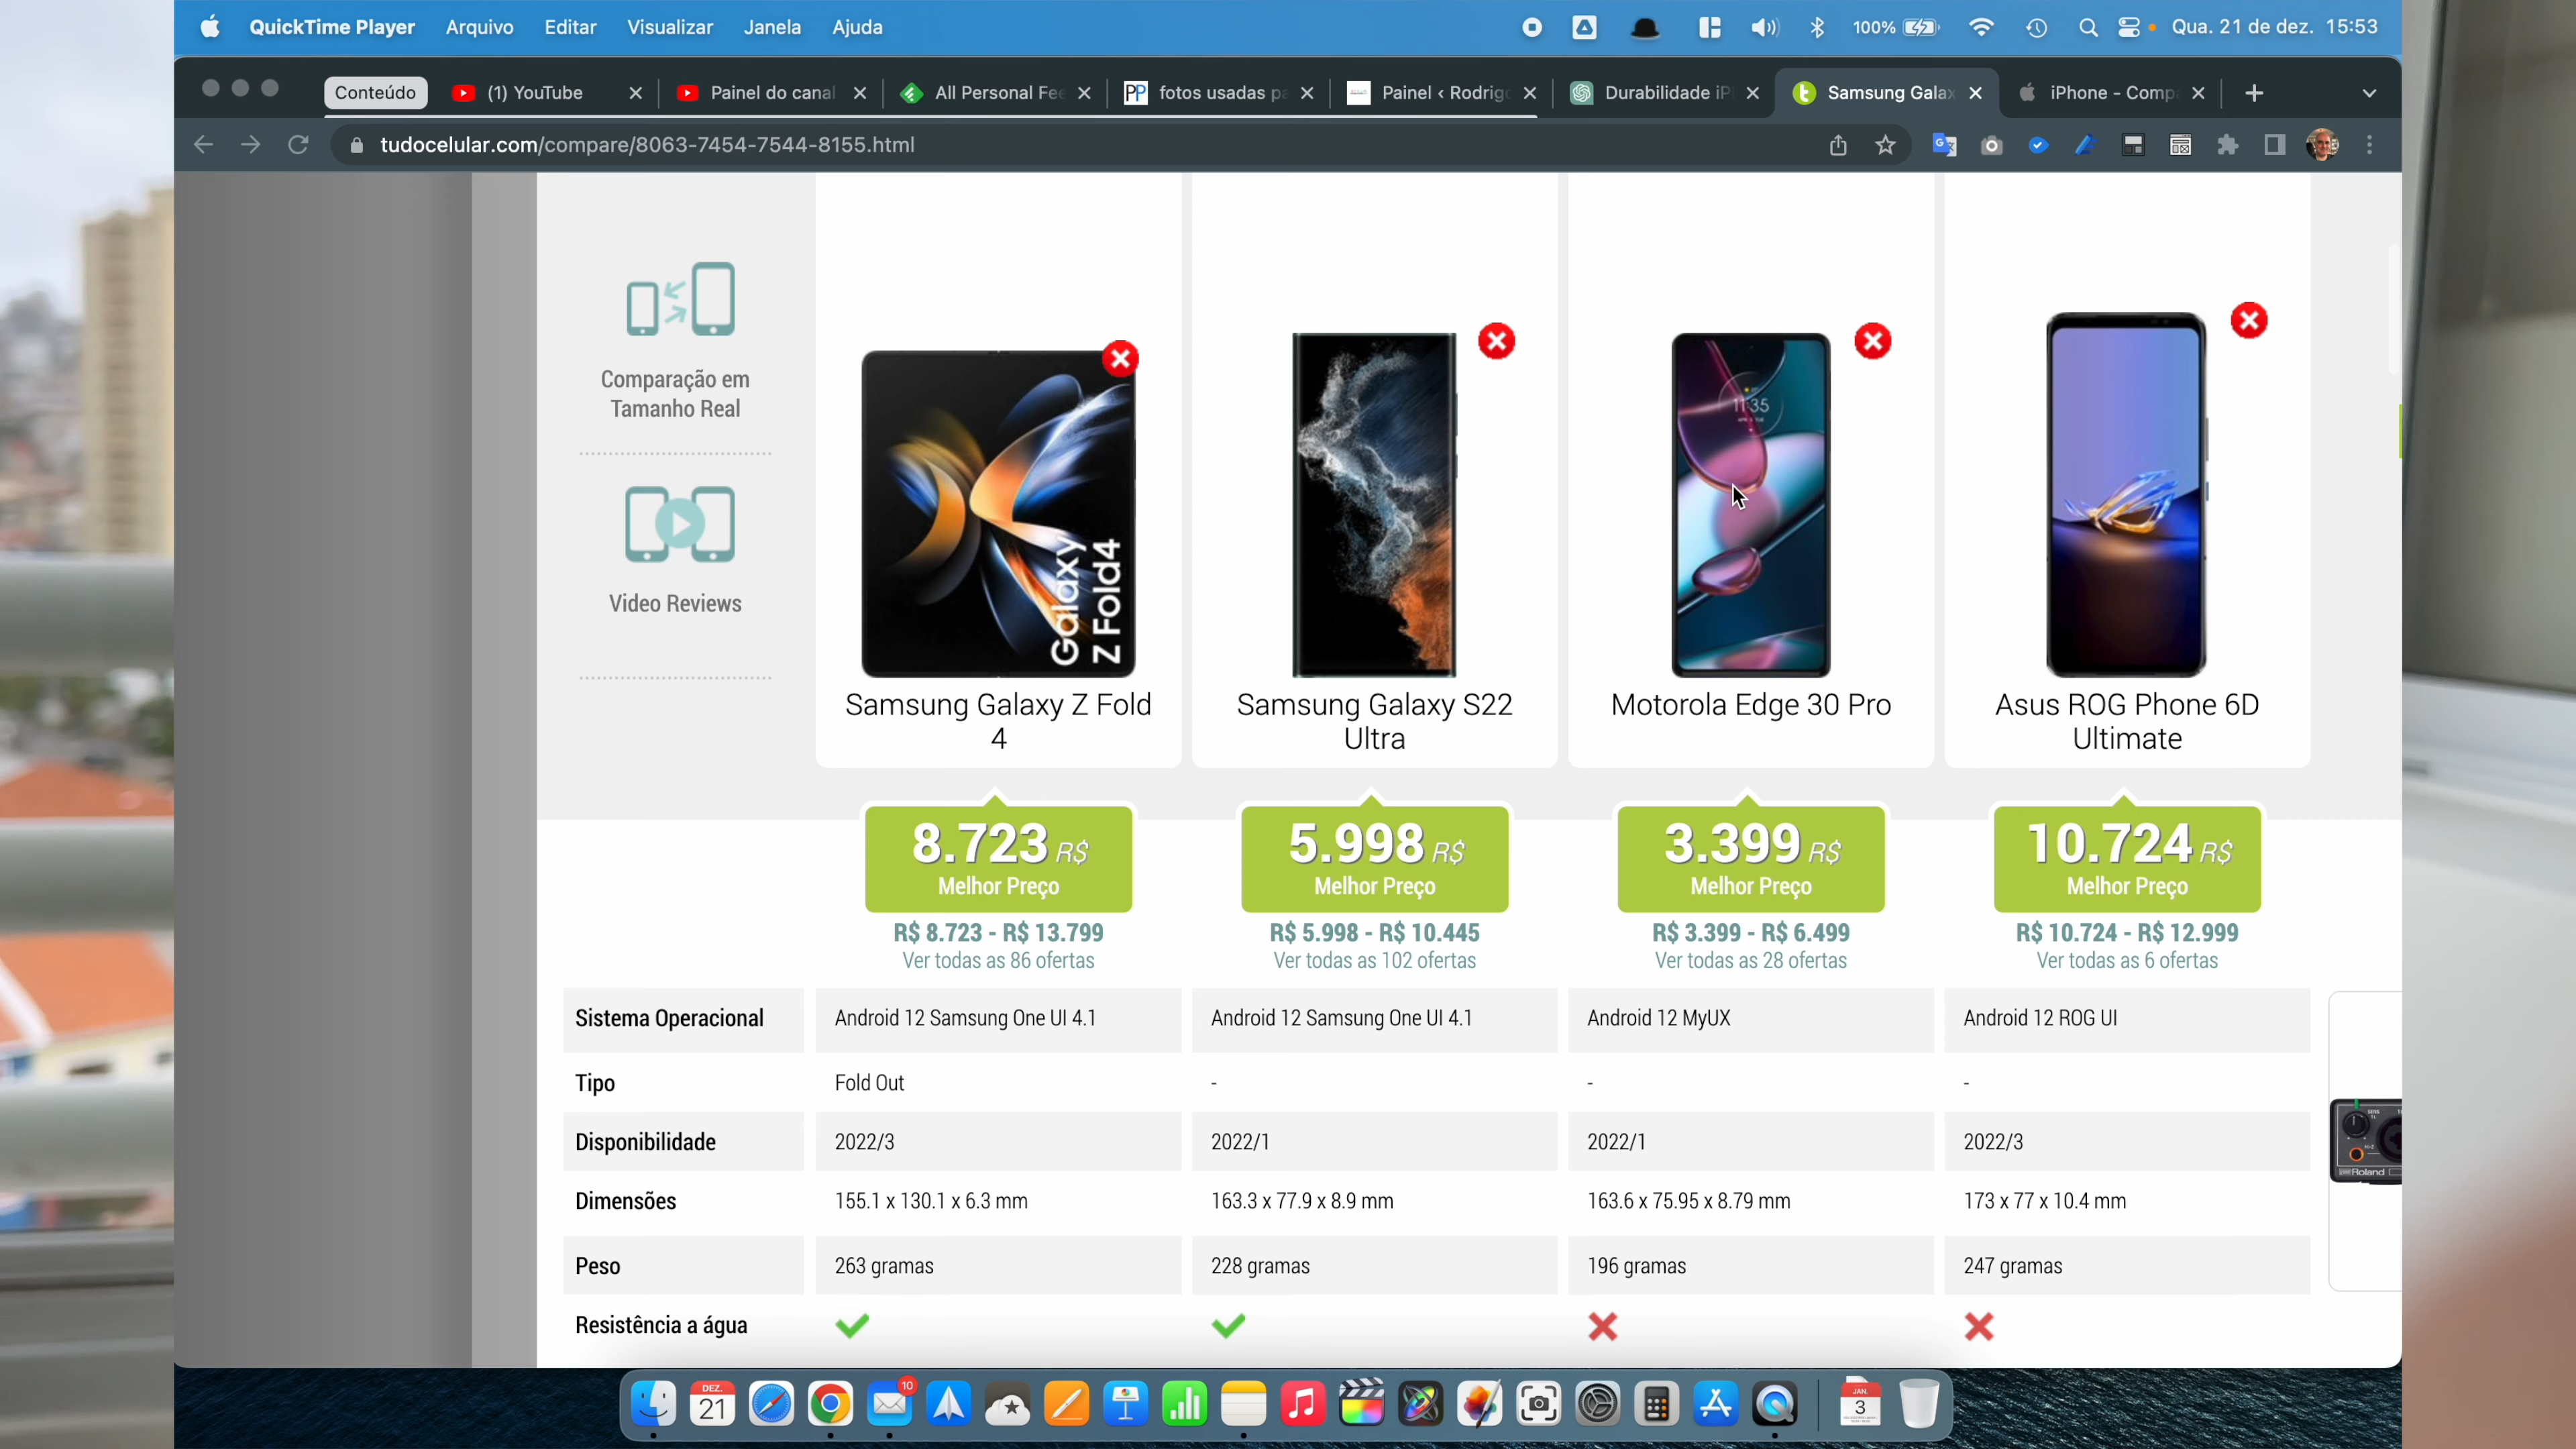 QuickTime Player Arquivo Editar Visualizar Janela Ajuda 100% Qua. 21 de dez. 15:53
Conteúdo (1) YouTube Painel do canal All Personal Fee fotos usadas pa Painel ‹ Rodrigo Durabilidade iP Samsung Galax iPhone - Comp
tudocelular.com/compare/8063-7454-7544-8155.html
Comparação em
Tamanho Real
Video Reviews
Galaxy
Z Fold4
11:35
Samsung Galaxy Z Fold
4
Samsung Galaxy S22
Ultra
Motorola Edge 30 Pro
Asus ROG Phone 6D
Ultimate
8.723 R$ 5.998 R$ 3.399 R$ 10.724 R$
Melhor Preço Melhor Preço Melhor Preço Melhor Preço
R$ 8.723 - R$ 13.799 R$ 5.998 - R$ 10.445 R$ 3.399 - R$ 6.499 R$ 10.724 - R$ 12.999
Ver todas as 86 ofertas Ver todas as 102 ofertas Ver todas as 28 ofertas Ver todas as 6 ofertas
Sistema Operacional Android 12 Samsung One UI 4.1 Android 12 Samsung One UI 4.1 Android 12 MyUX Android 12 ROG UI
Tipo Fold Out - - -
Disponibilidade 2022/3 2022/1 2022/1 2022/3
Dimensões 155.1 x 130.1 x 6.3 mm 163.3 x 77.9 x 8.9 mm 163.6 x 75.95 x 8.79 mm 173 x 77 x 10.4 mm
Peso 263 gramas 228 gramas 196 gramas 247 gramas
Resistência a água
Roland
DEZ.
21
10
JAN.
3